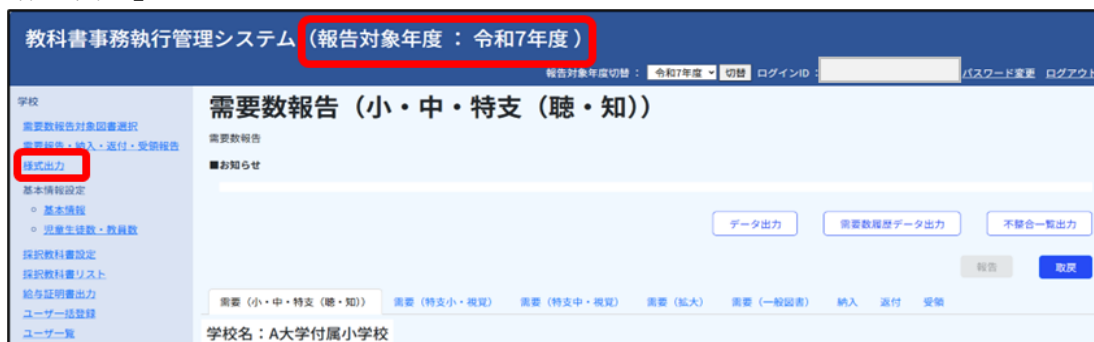 教科書事務執行管理システム（報告対象年度 ： 令和7年度 ）
報告対象年度切替 ： 令和7年度 切替 ログインID ： パスワード変更 ログアウト
学校
需要数報告対象図書選択
需要報告・納入・返付・受領報告
様式出力
基本情報設定
基本情報
児童生徒数・教員数
採択教科書設定
採択教科書リスト
給与証明書出力
ユーザー一括登録
ユーザー一覧
需要数報告（小・中・特支（聴・知））
需要数報告
■お知らせ
データ出力 需要数履歴データ出力 不整合一覧出力
報告 取戻
需要（小・中・特支（聴・知）） 需要（特支小・視覚） 需要（特支中・視覚） 需要（拡大） 需要（一般図書） 納入 返付 受領
学校名：A大学付属小学校